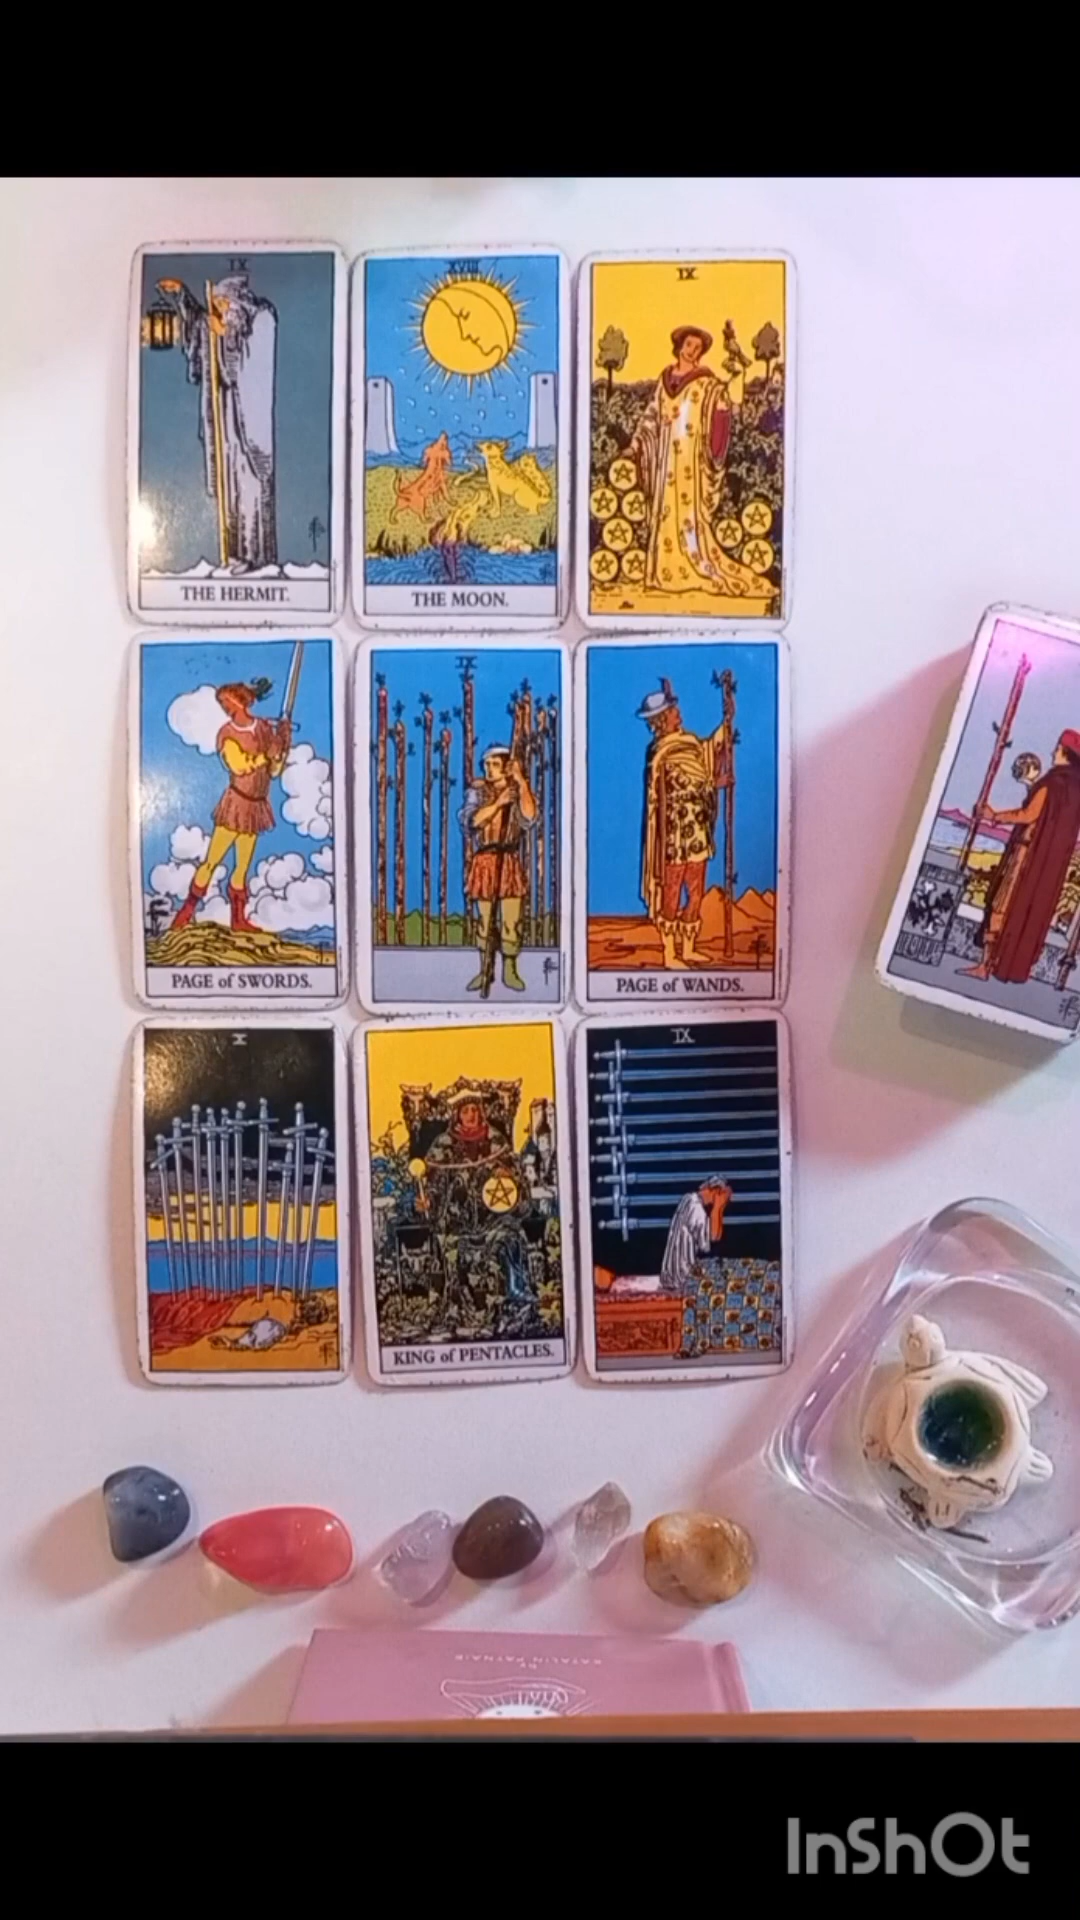 IX
THE HERMIT.
XVIII
THE MOON.
IX
PAGE of SWORDS.
IX
PAGE of WANDS.
X
KING of PENTACLES.
IX
BY
InShOt